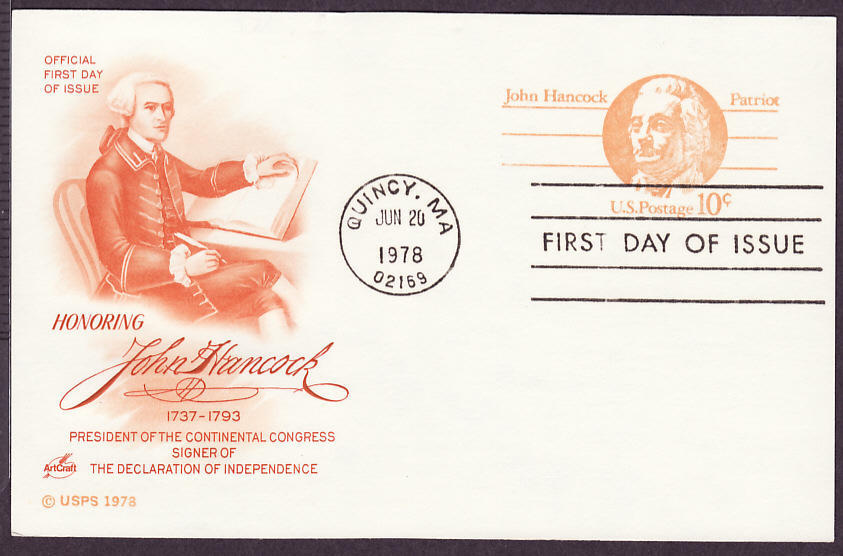 OFFICIAL
FIRST DAY
OF ISSUE
John Hancock Patriot
U.S. Postage 10¢
QUINCY, MA
JUN 20
1978
02169
FIRST DAY OF ISSUE
HONORING
John Hancock
1737-1793
PRESIDENT OF THE CONTINENTAL CONGRESS
SIGNER OF
THE DECLARATION OF INDEPENDENCE
ArtCraft
© USPS 1978